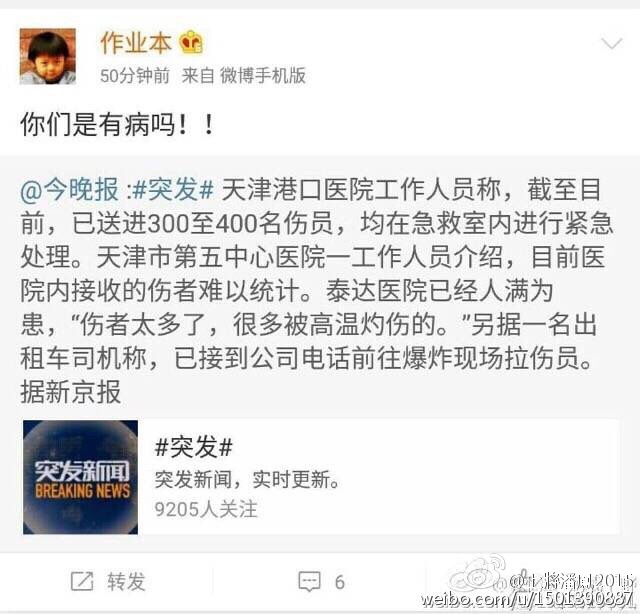 作业本
50分钟前 来自 微博手机版
你们是有病吗！！
@今晚报 :#突发# 天津港口医院工作人员称，截至目
前，已送进300至400名伤员，均在急救室内进行紧急
处理。天津市第五中心医院一工作人员介绍，目前医
院内接收的伤者难以统计。泰达医院已经人满为
患，“伤者太多了，很多被高温灼伤的。”另据一名出
租车司机称，已接到公司电话前往爆炸现场拉伤员。
据新京报
突发新闻
BREAKING NEWS
#突发#
突发新闻，实时更新。
9205人关注
转发
6
weibo.com/u/1501390887